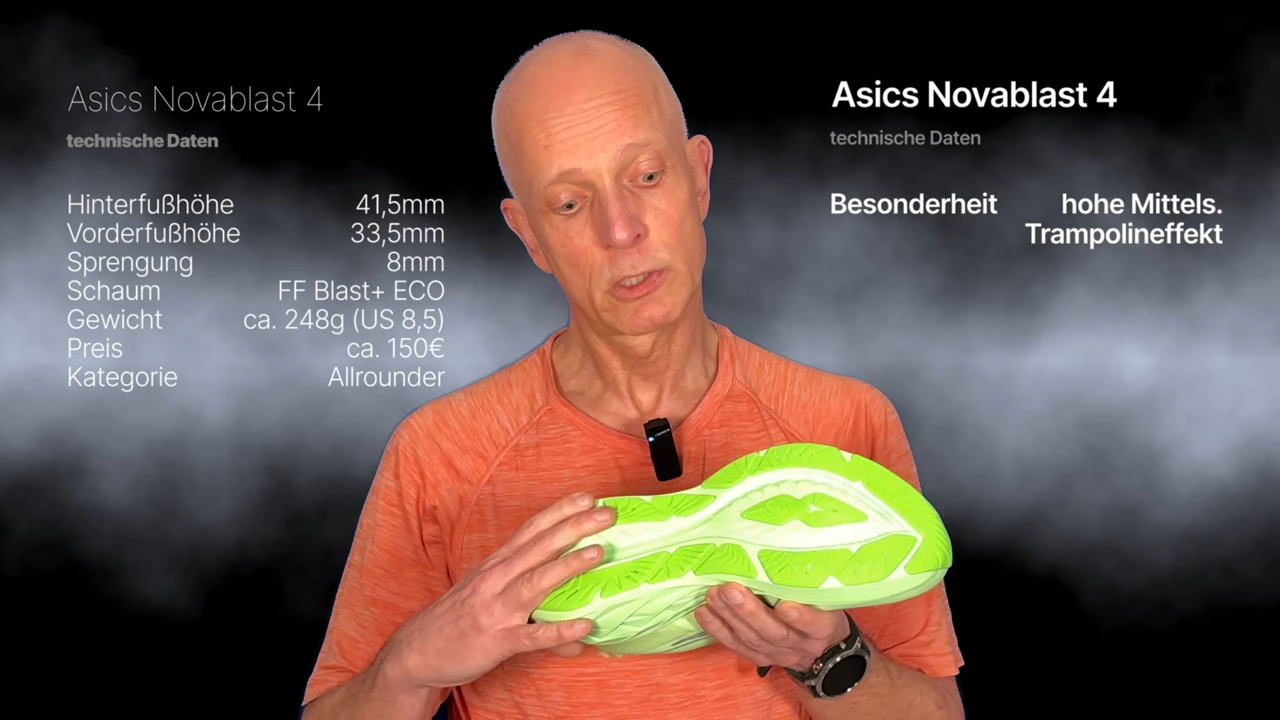 Asics Novablast 4
technische Daten
Hinterfußhöhe 41,5mm
Vorderfußhöhe 33,5mm
Sprengung 8mm
Schaum FF Blast+ ECO
Gewicht ca. 248g (US 8,5)
Preis ca. 150€
Kategorie Allrounder
Asics Novablast 4
technische Daten
Besonderheit hohe Mittels.
Trampolineffekt